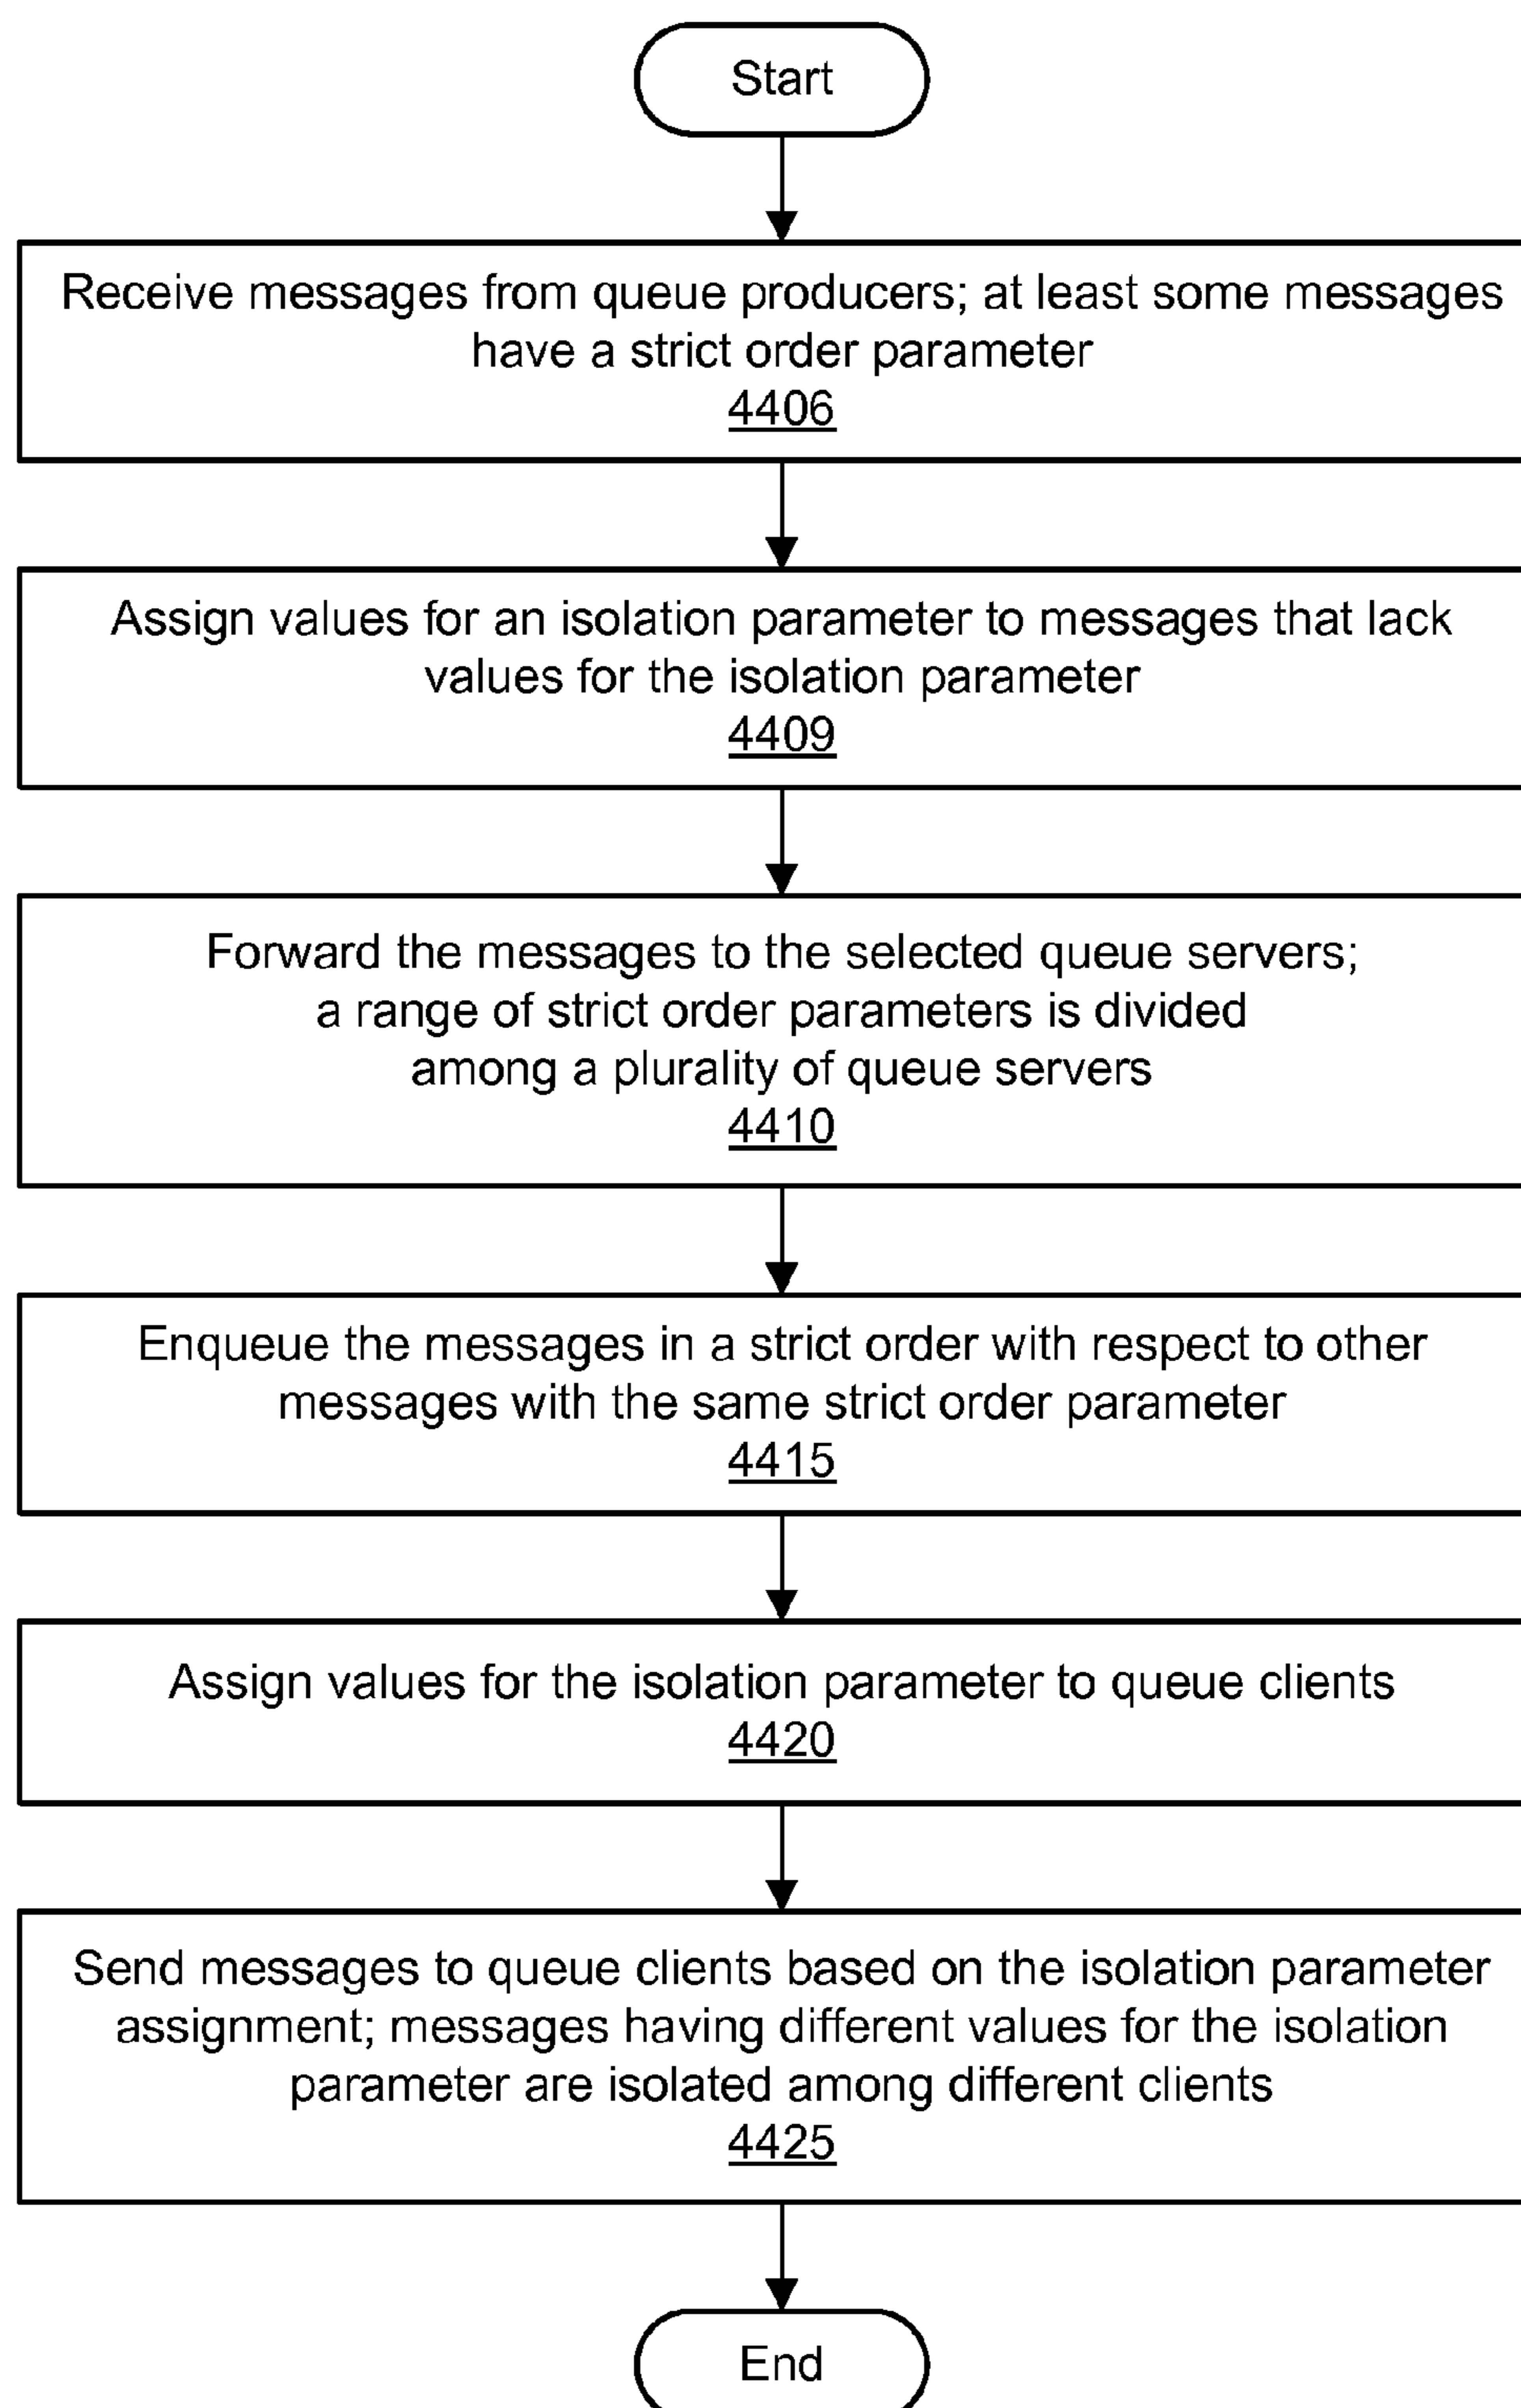 Start
Receive messages from queue producers; at least some messages
have a strict order parameter
4406
Assign values for an isolation parameter to messages that lack
values for the isolation parameter
4409
Forward the messages to the selected queue servers;
a range of strict order parameters is divided
among a plurality of queue servers
4410
Enqueue the messages in a strict order with respect to other
messages with the same strict order parameter
4415
Assign values for the isolation parameter to queue clients
4420
Send messages to queue clients based on the isolation parameter
assignment; messages having different values for the isolation
parameter are isolated among different clients
4425
End